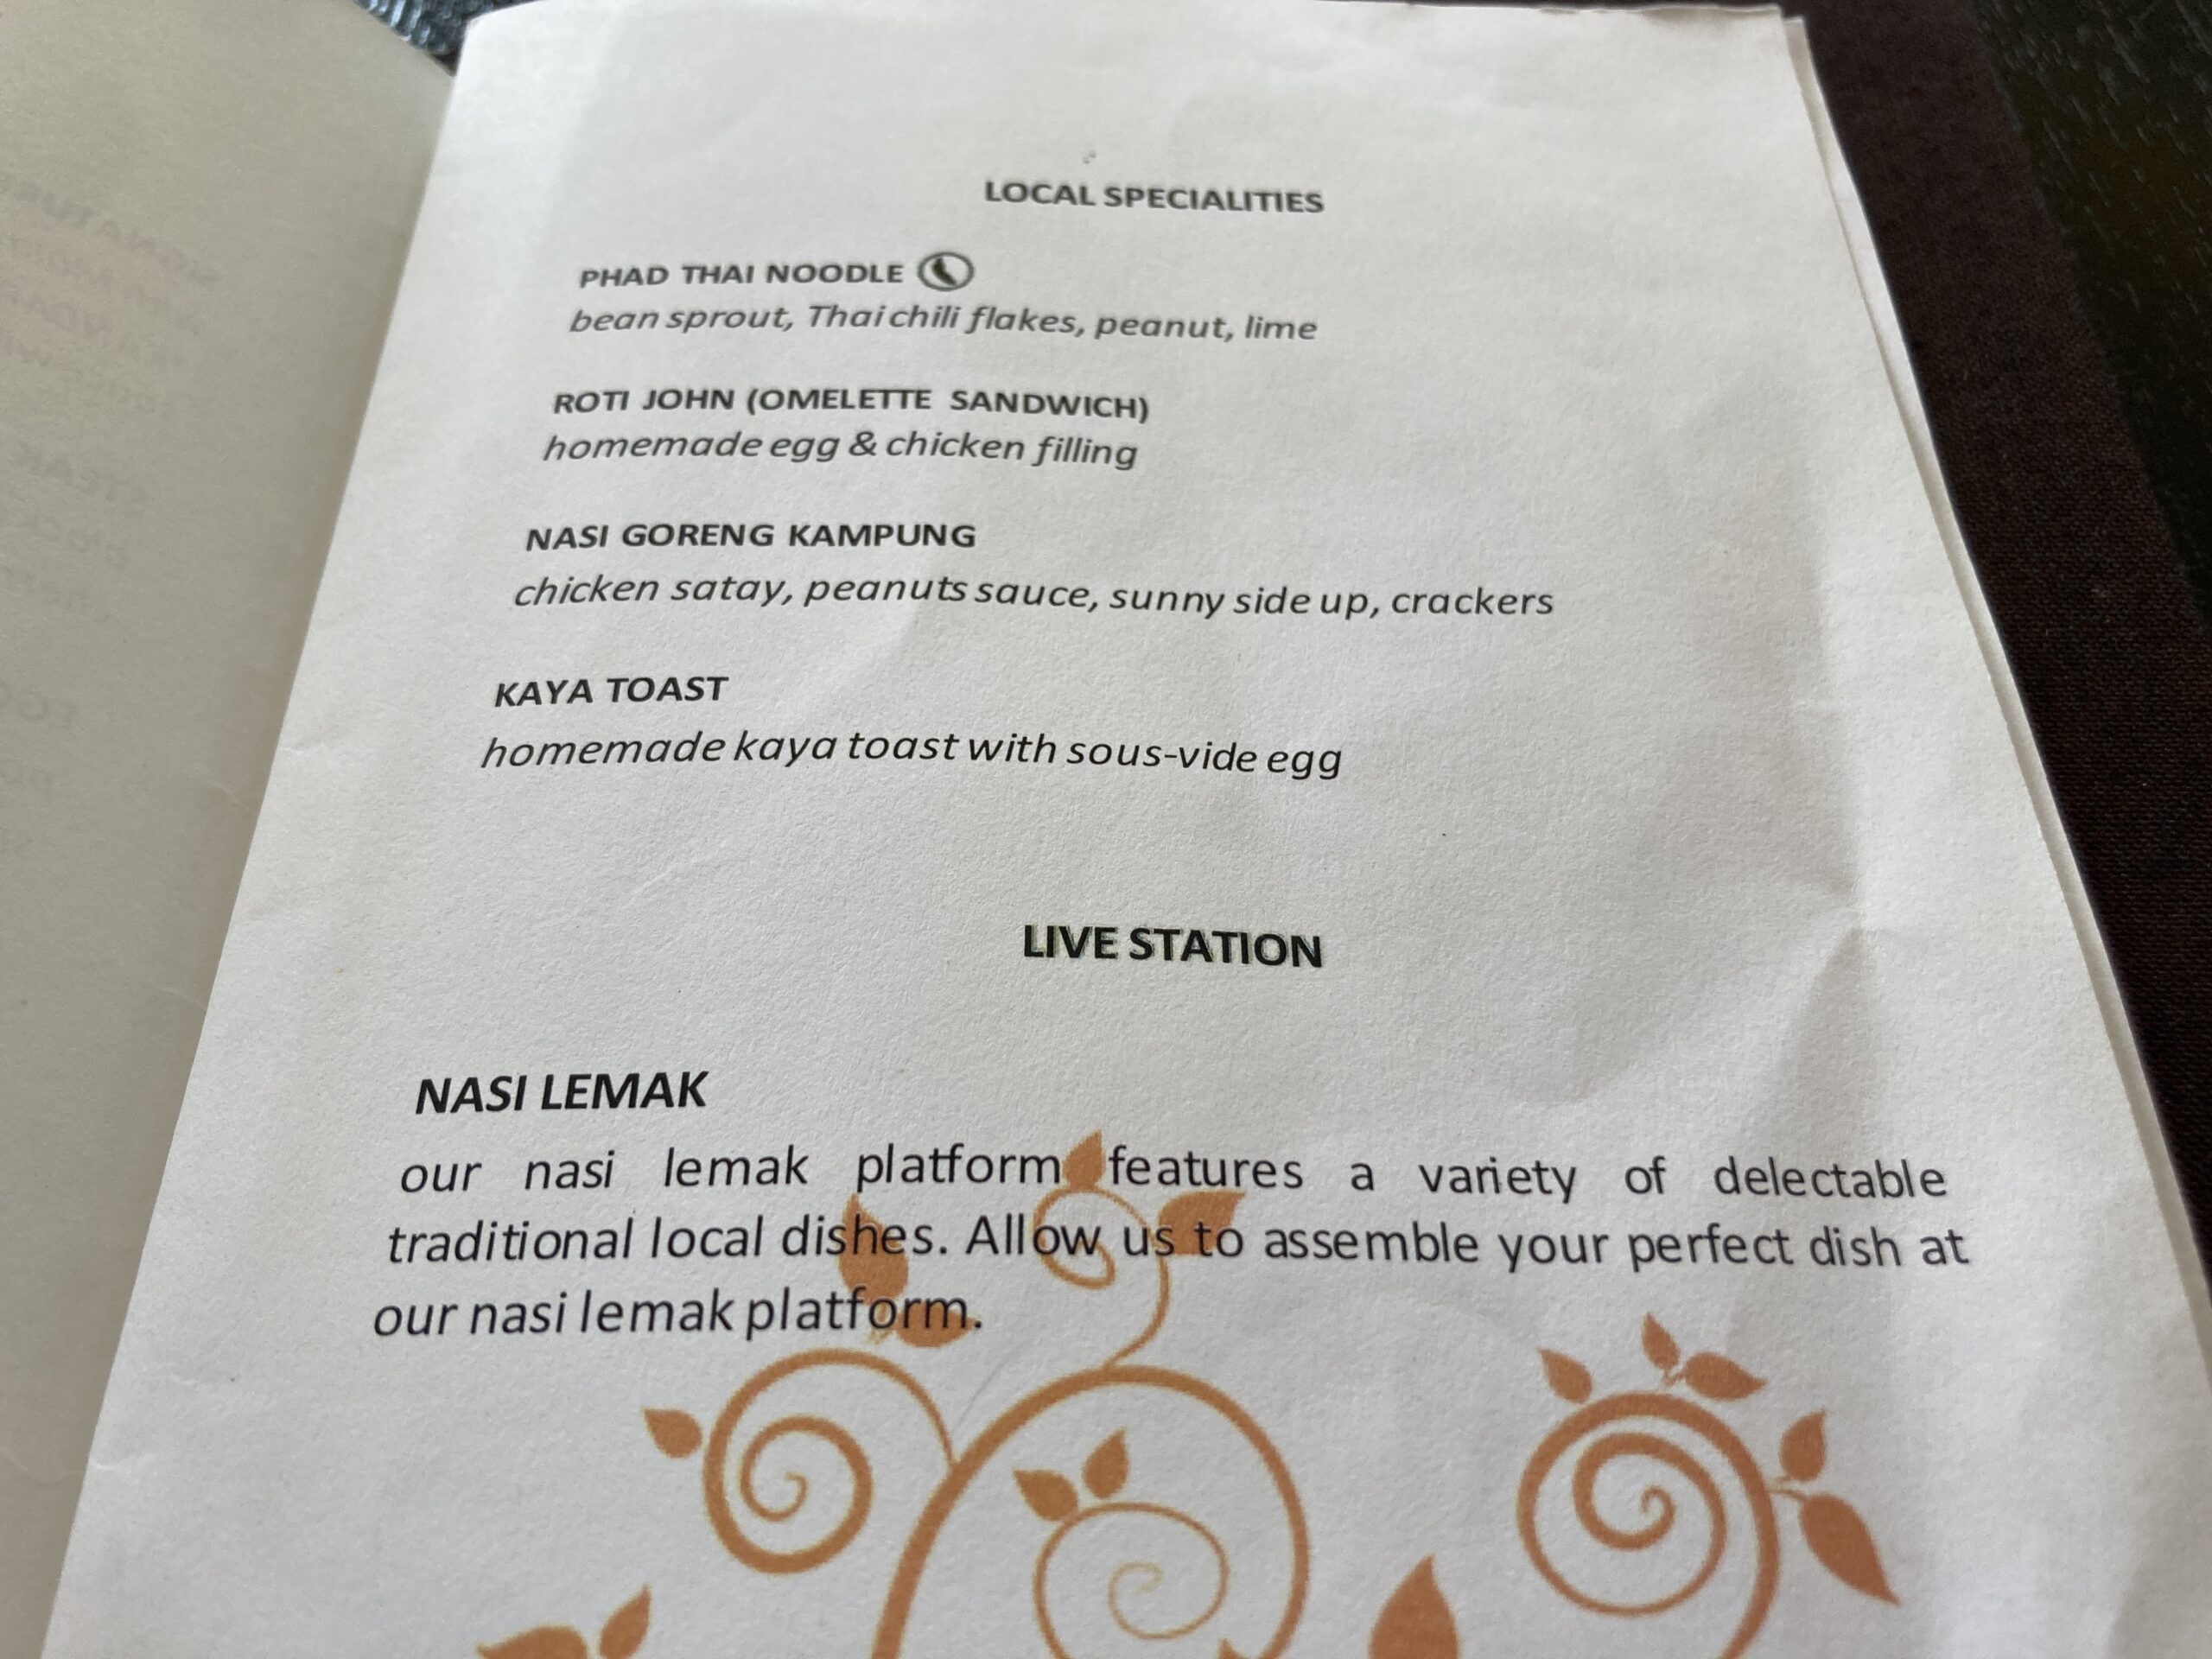 LOCAL SPECIALITIES
PHAD THAI NOODLE
bean sprout, Thai chili flakes, peanut, lime
ROTI JOHN (OMELETTE SANDWICH)
homemade egg & chicken filling
NASI GORENG KAMPUNG
chicken satay, peanuts sauce, sunny side up, crackers
KAYA TOAST
homemade kaya toast with sous-vide egg
LIVE STATION
NASI LEMAK
our nasi lemak platform features a variety of delectable
traditional local dishes. Allow us to assemble your perfect dish at
our nasi lemak platform.